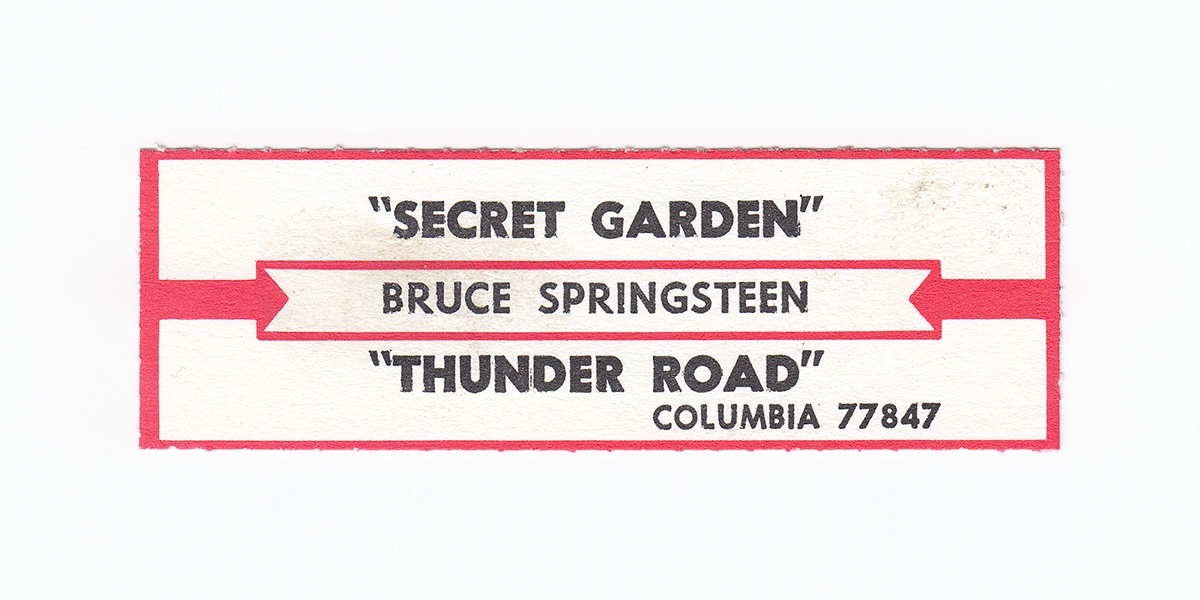 "SECRET GARDEN"
BRUCE SPRINGSTEEN
"THUNDER ROAD"
COLUMBIA 77847